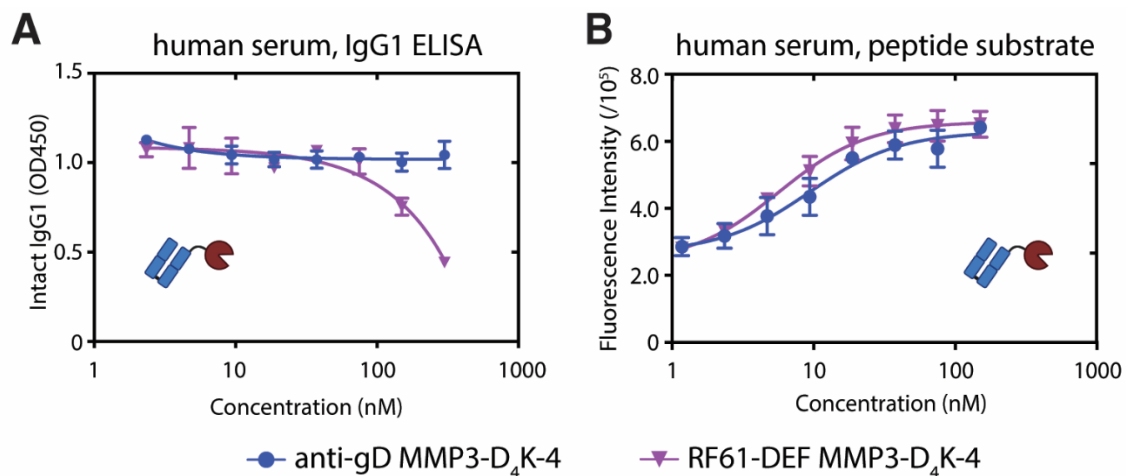 A
human serum, IgG1 ELISA
Intact IgG1 (OD450)
1.5
1.0
0.5
0
1 10 100 1000
Concentration (nM)
B
human serum, peptide substrate
Fluorescence Intensity (/10⁵)
8.0
6.0
4.0
2.0
0
1 10 100 1000
Concentration (nM)
anti-gD MMP3-D₄K-4 RF61-DEF MMP3-D₄K-4